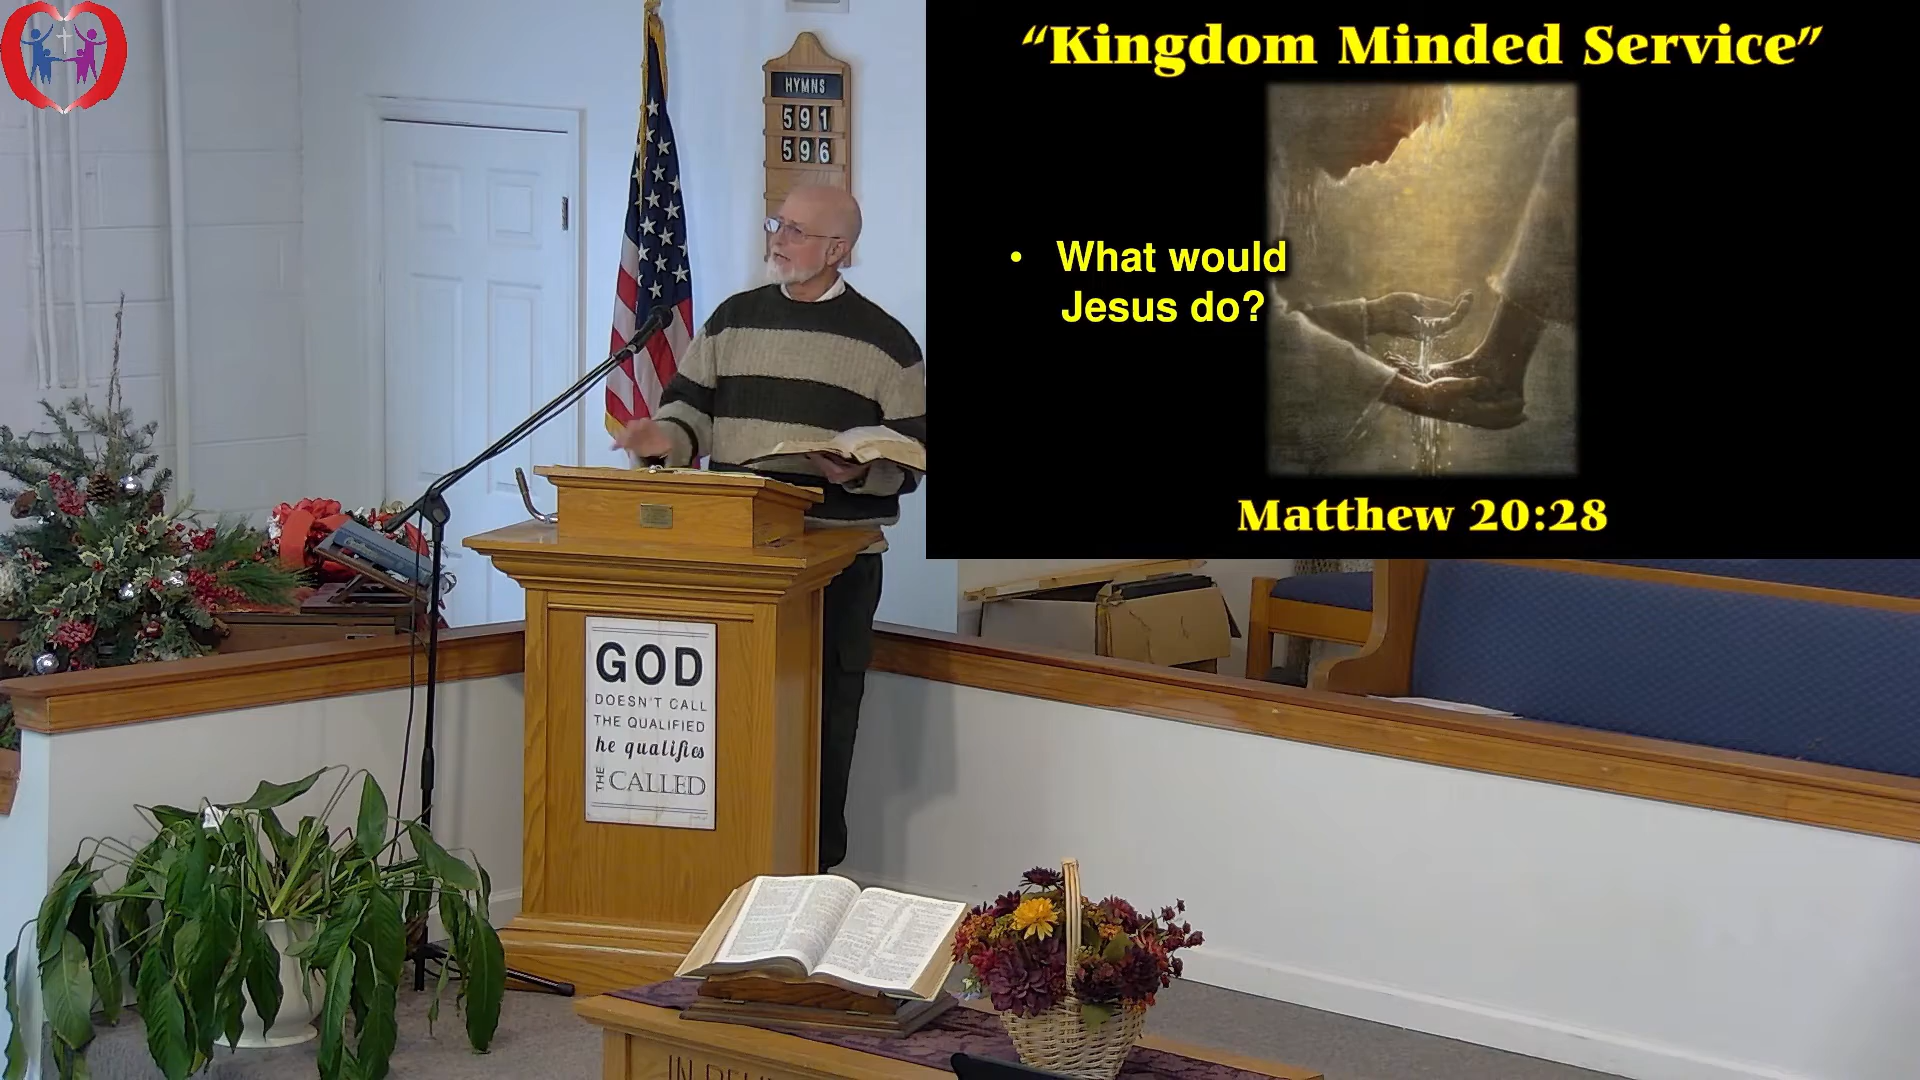 HYMNS
591
596
“Kingdom Minded Service”
• What would
Jesus do?
Matthew 20:28
GOD
DOESN'T CALL
THE QUALIFIED
he qualifies
THE CALLED